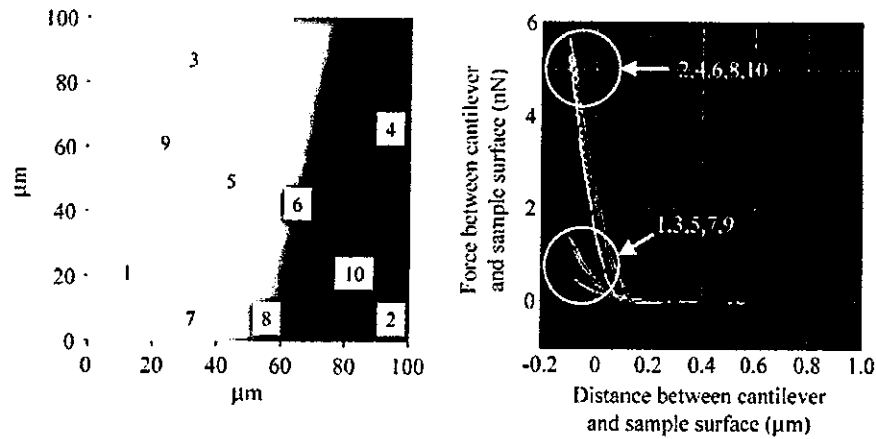 100
80
60
40
20
0
μm
3
9
4
5
6
1
10
7
8
2
0 20 40 60 80 100
μm
Force between cantilever
and sample surface (nN)
6
4
2
0
2,4,6,8,10
1,3,5,7,9
-0.2 0 0.2 0.4 0.6 0.8 1.0
Distance between cantilever
and sample surface (μm)